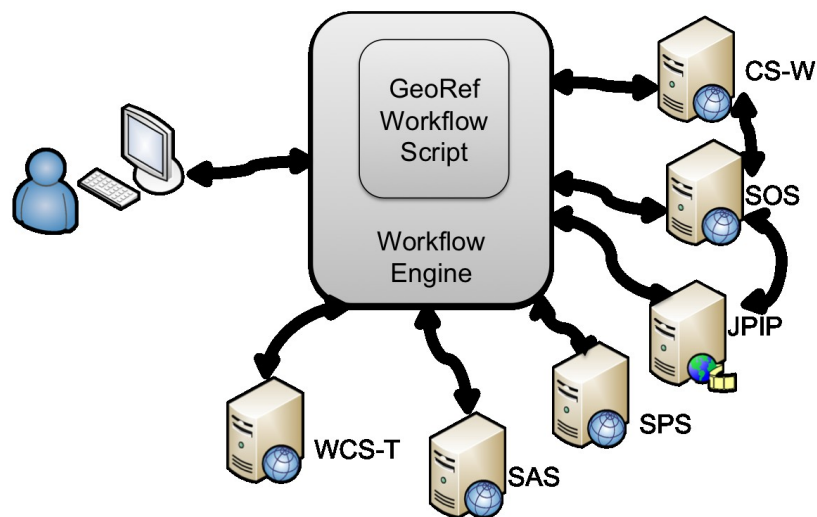 GeoRef
Workflow
Script
Workflow
Engine
CS-W
SOS
JPIP
SPS
SAS
WCS-T